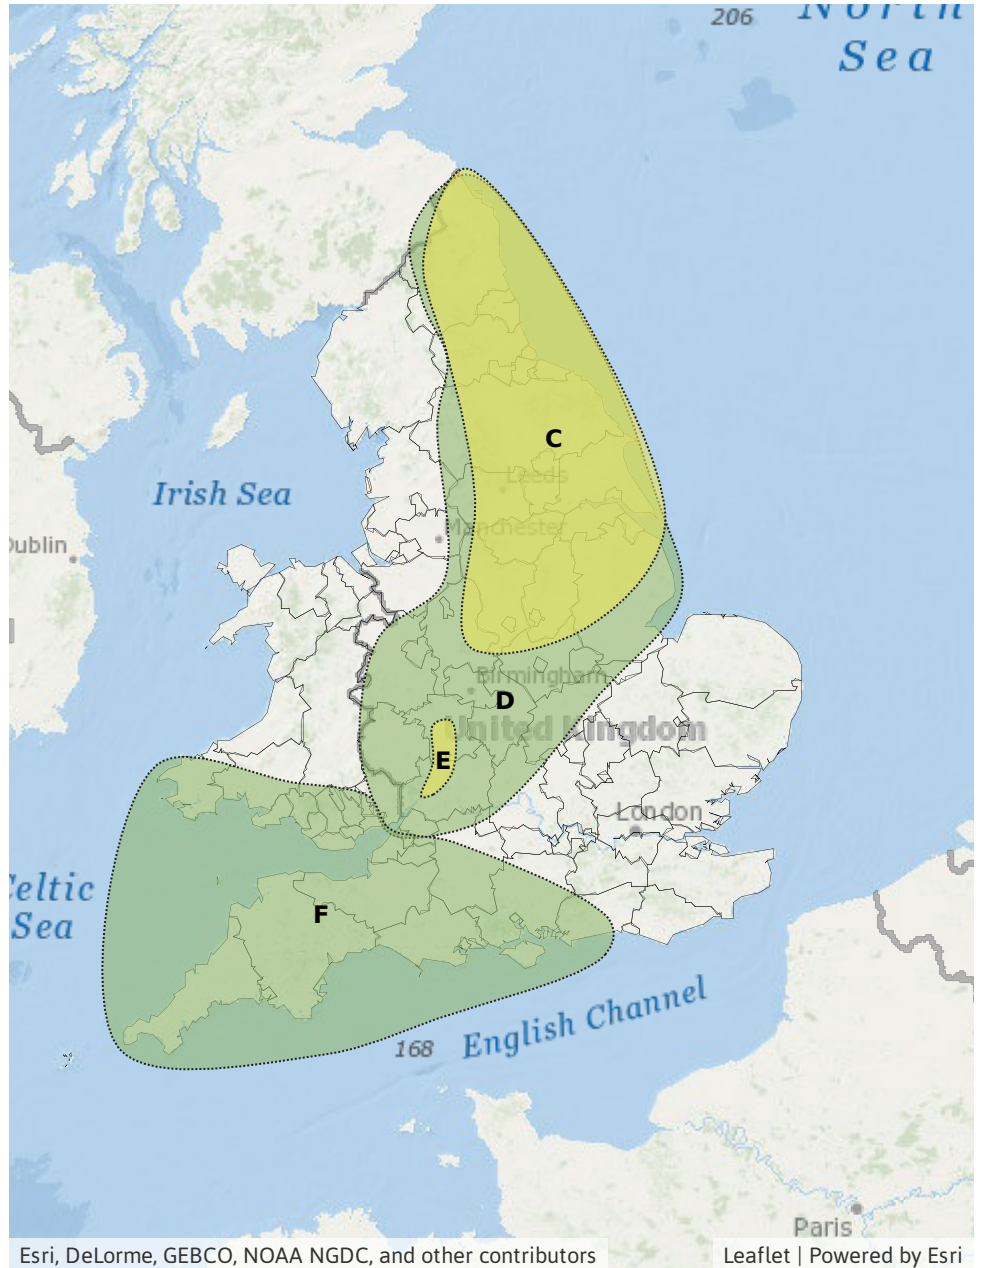 206
North
Sea
C
Leeds
Irish Sea
Manchester
Dublin
Birmingham
D
United Kingdom
E
London
Celtic
Sea
F
English Channel
168
Paris
Esri, DeLorme, GEBCO, NOAA NGDC, and other contributors
Leaflet | Powered by Esri